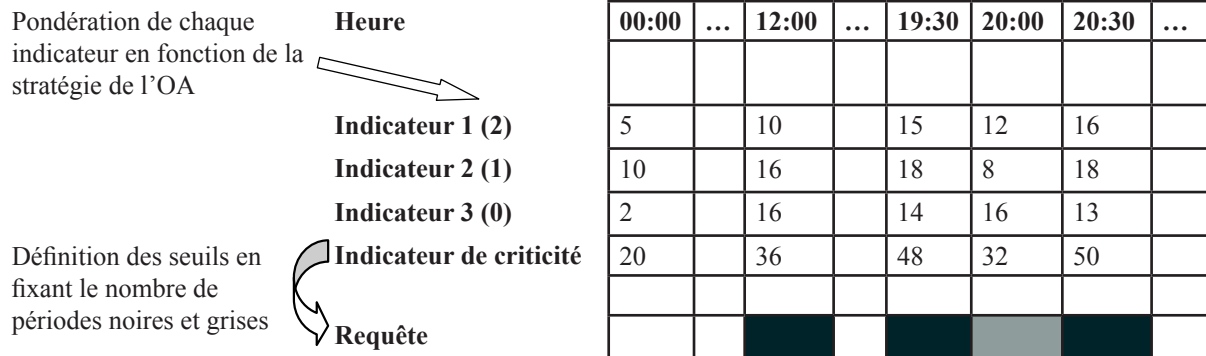 Pondération de chaque
indicateur en fonction de la
stratégie de l'OA
Heure 00:00 … 12:00 … 19:30 20:00 20:30 …
Indicateur 1 (2) 5 10 15 12 16
Indicateur 2 (1) 10 16 18 8 18
Indicateur 3 (0) 2 16 14 16 13
Définition des seuils en
fixant le nombre de
périodes noires et grises
Indicateur de criticité 20 36 48 32 50
Requête